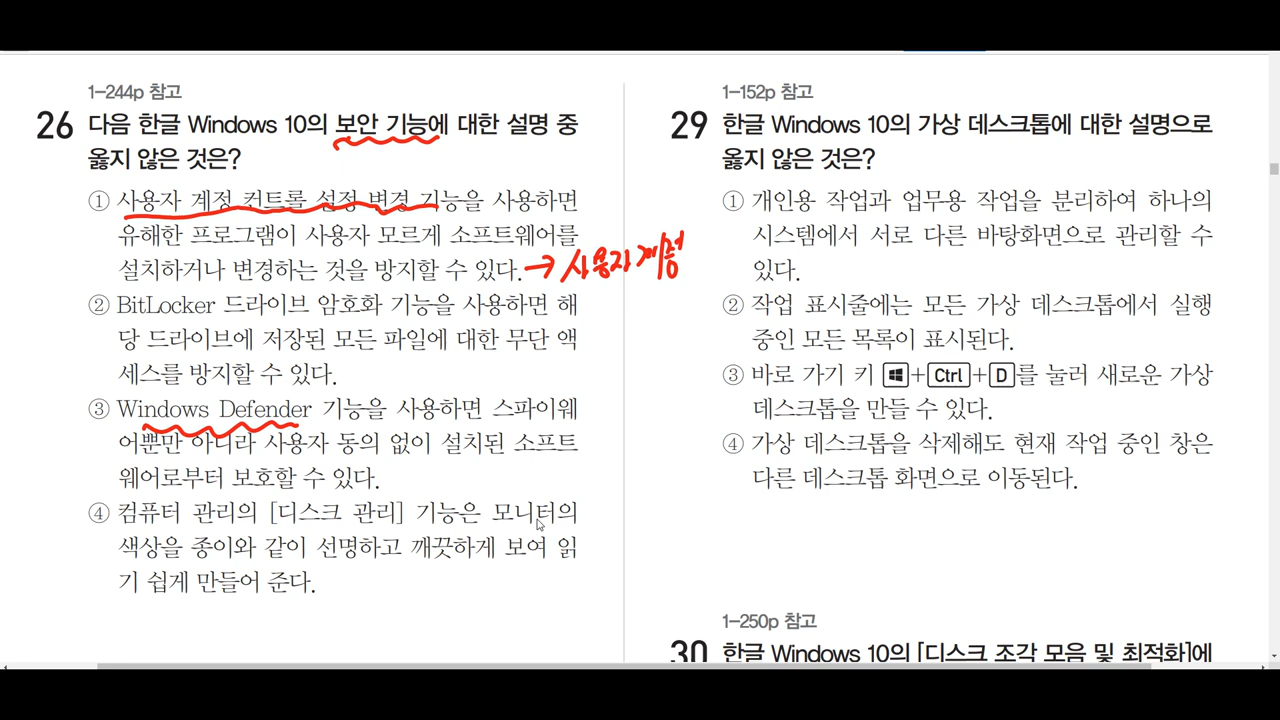 1-244p 참고
26 다음 한글 Windows 10의 보안 기능에 대한 설명 중
옳지 않은 것은?
① 사용자 계정 컨트롤 설정 변경 기능을 사용하면
유해한 프로그램이 사용자 모르게 소프트웨어를
설치하거나 변경하는 것을 방지할 수 있다. → 사용자 계정
② BitLocker 드라이브 암호화 기능을 사용하면 해
당 드라이브에 저장된 모든 파일에 대한 무단 액
세스를 방지할 수 있다.
③ Windows Defender 기능을 사용하면 스파이웨
어뿐만 아니라 사용자 동의 없이 설치된 소프트
웨어로부터 보호할 수 있다.
④ 컴퓨터 관리의 [디스크 관리] 기능은 모니터의
색상을 종이와 같이 선명하고 깨끗하게 보여 읽
기 쉽게 만들어 준다.
1-152p 참고
29 한글 Windows 10의 가상 데스크톱에 대한 설명으로
옳지 않은 것은?
① 개인용 작업과 업무용 작업을 분리하여 하나의
시스템에서 서로 다른 바탕화면으로 관리할 수
있다.
② 작업 표시줄에는 모든 가상 데스크톱에서 실행
중인 모든 목록이 표시된다.
③ 바로 가기 키 +Ctrl+D를 눌러 새로운 가상
데스크톱을 만들 수 있다.
④ 가상 데스크톱을 삭제해도 현재 작업 중인 창은
다른 데스크톱 화면으로 이동된다.
1-250p 참고
30 한글 Windows 10의 [디스크 조각 모음 및 최적화]에